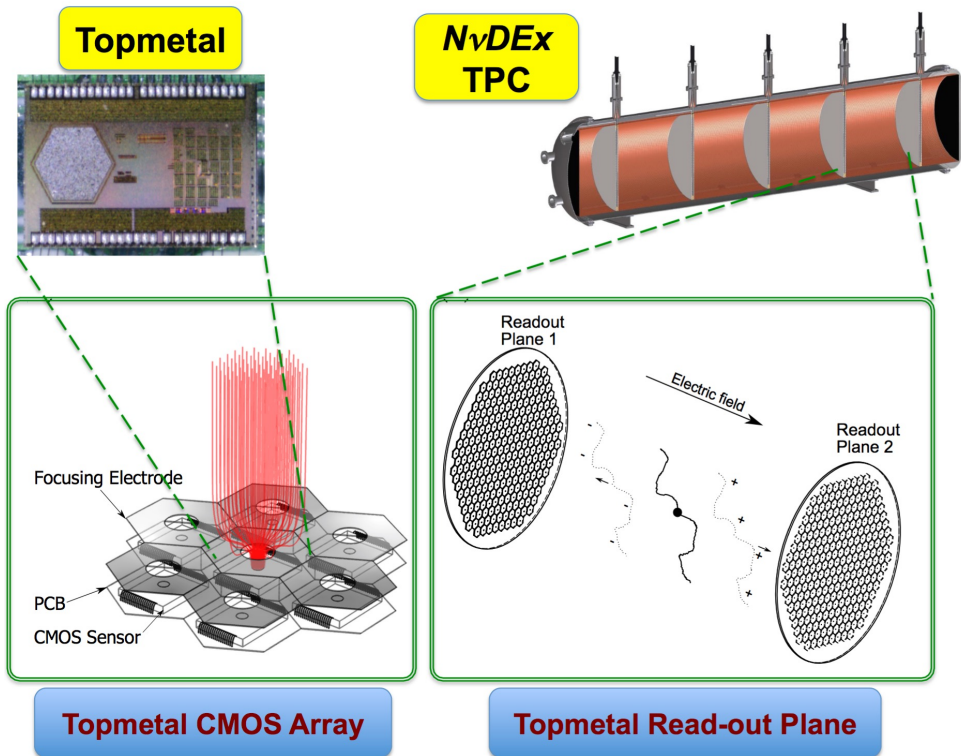 Topmetal
NνDEx
TPC
Focusing Electrode
PCB
CMOS Sensor
Readout
Plane 1
Electric field
Readout
Plane 2
- - - -
+ + + +
Topmetal CMOS Array
Topmetal Read-out Plane